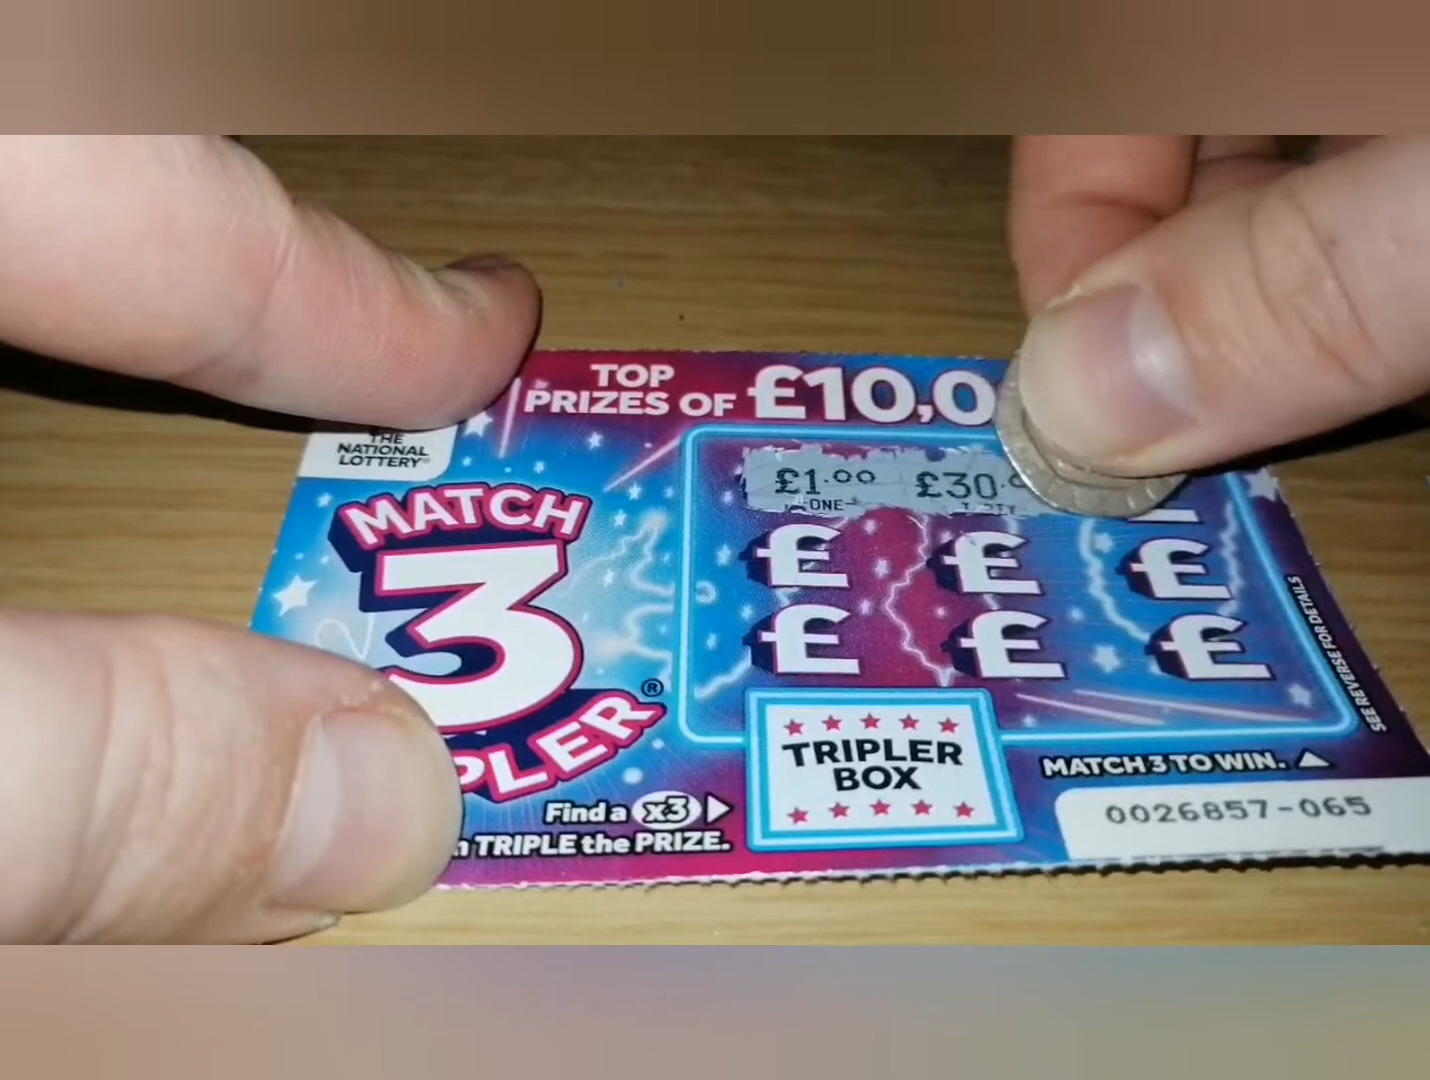 TOP
PRIZES OF £10,0
THE
NATIONAL
LOTTERY®
MATCH
3
PLER®
£1.00 £30.
ONE
£ £ £
£ £ £
TRIPLER
BOX
Find a x3
TRIPLE the PRIZE.
MATCH 3 TO WIN.
0026857-065
SEE REVERSE FOR DETAILS